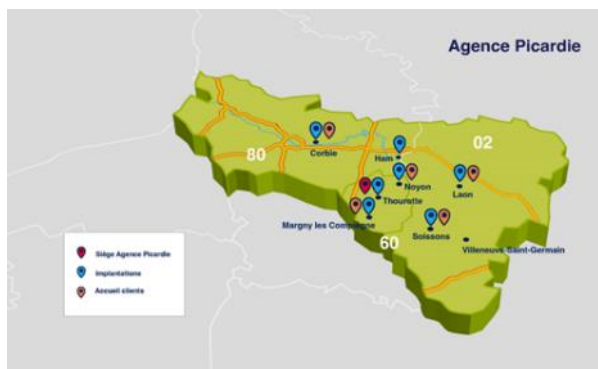 Agence Picardie
02
80
Corbie
Ham
Noyon
Laon
Thourotte
Margny les Compiègne
Soissons
60
Villeneuve Saint-Germain
Siège Agence Picardie
Implantations
Accueil clients